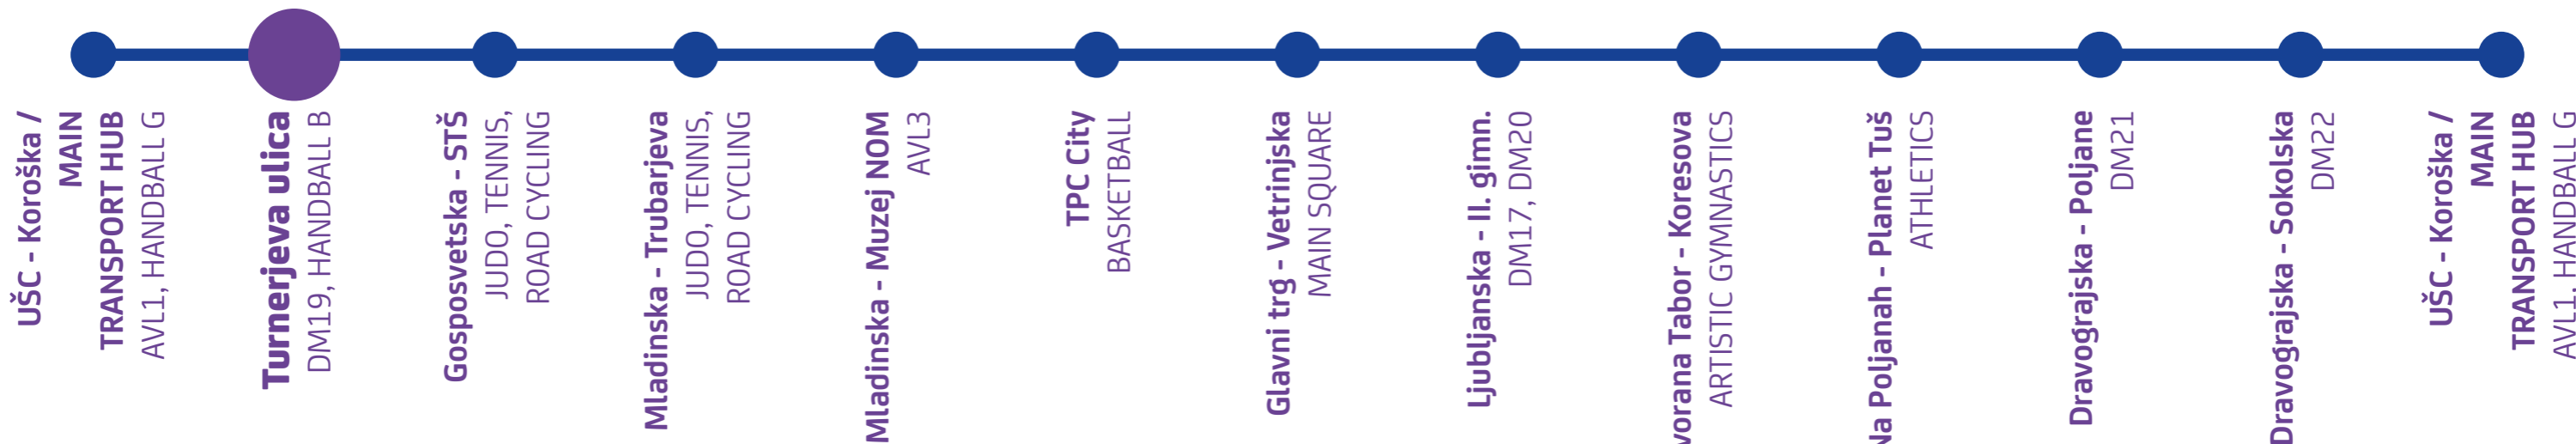 UŠC - Koroška /
MAIN
TRANSPORT HUB
AVL1, HANDBALL G
Turnerjeva ulica
DM19, HANDBALL B
Gosposvetska - STŠ
JUDO, TENNIS,
ROAD CYCLING
Mladinska - Trubarjeva
JUDO, TENNIS,
ROAD CYCLING
Mladinska - Muzej NOM
AVL3
TPC City
BASKETBALL
Glavni trg - Vetrinjska
MAIN SQUARE
Ljubljanska - II. gimn.
DM17, DM20
Tabor - Koresova
ARTISTIC GYMNASTICS
Na Poljanah - Planet Tuš
ATHLETICS
Dravograjska - Poljane
DM21
Dravograjska - Sokolska
DM22
UŠC - Koroška /
MAIN
TRANSPORT HUB
AVL1, HANDBALL G